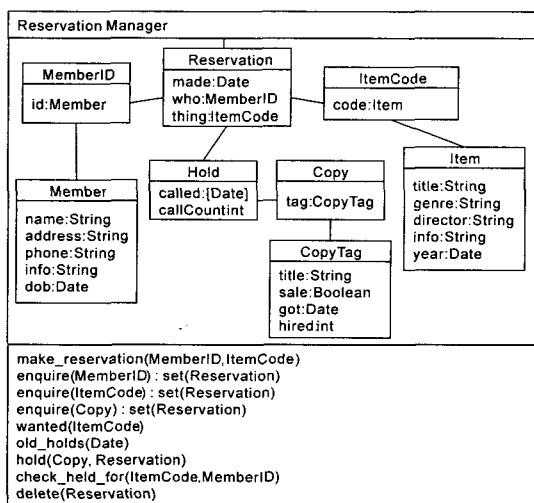 Reservation Manager
MemberID
id:Member
Reservation
made:Date
who:MemberID
thing:ItemCode
ItemCode
code:Item
Hold
called:{Date]
callCount:int
Copy
tag:CopyTag
Item
title:String
genre:String
director:String
info:String
year:Date
Member
name:String
address:String
phone:String
info:String
dob:Date
CopyTag
title:String
sale:Boolean
got:Date
hired:int
make_reservation(MemberID,ItemCode)
enquire(MemberID) : set(Reservation)
enquire(ItemCode) : set(Reservation)
enquire(Copy) : set(Reservation)
wanted(ItemCode)
old_holds(Date)
hold(Copy, Reservation)
check_held_for(ItemCode,MemberID)
delete(Reservation)